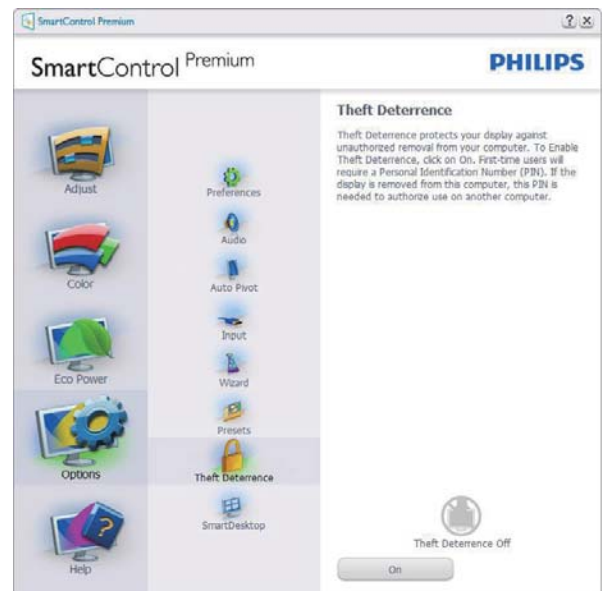 SmartControl Premium
? x
SmartControl Premium
PHILIPS
Adjust
Color
Eco Power
Options
Help
Preferences
Audio
Auto Pivot
Input
Wizard
Presets
Theft Deterrence
SmartDesktop
Theft Deterrence
Theft Deterrence protects your display against
unauthorized removal from your computer. To Enable
Theft Deterrence, click on On. First-time users will
require a Personal Identification Number (PIN). If the
display is removed from this computer, this PIN is
needed to authorize use on another computer.
Theft Deterrence Off
On